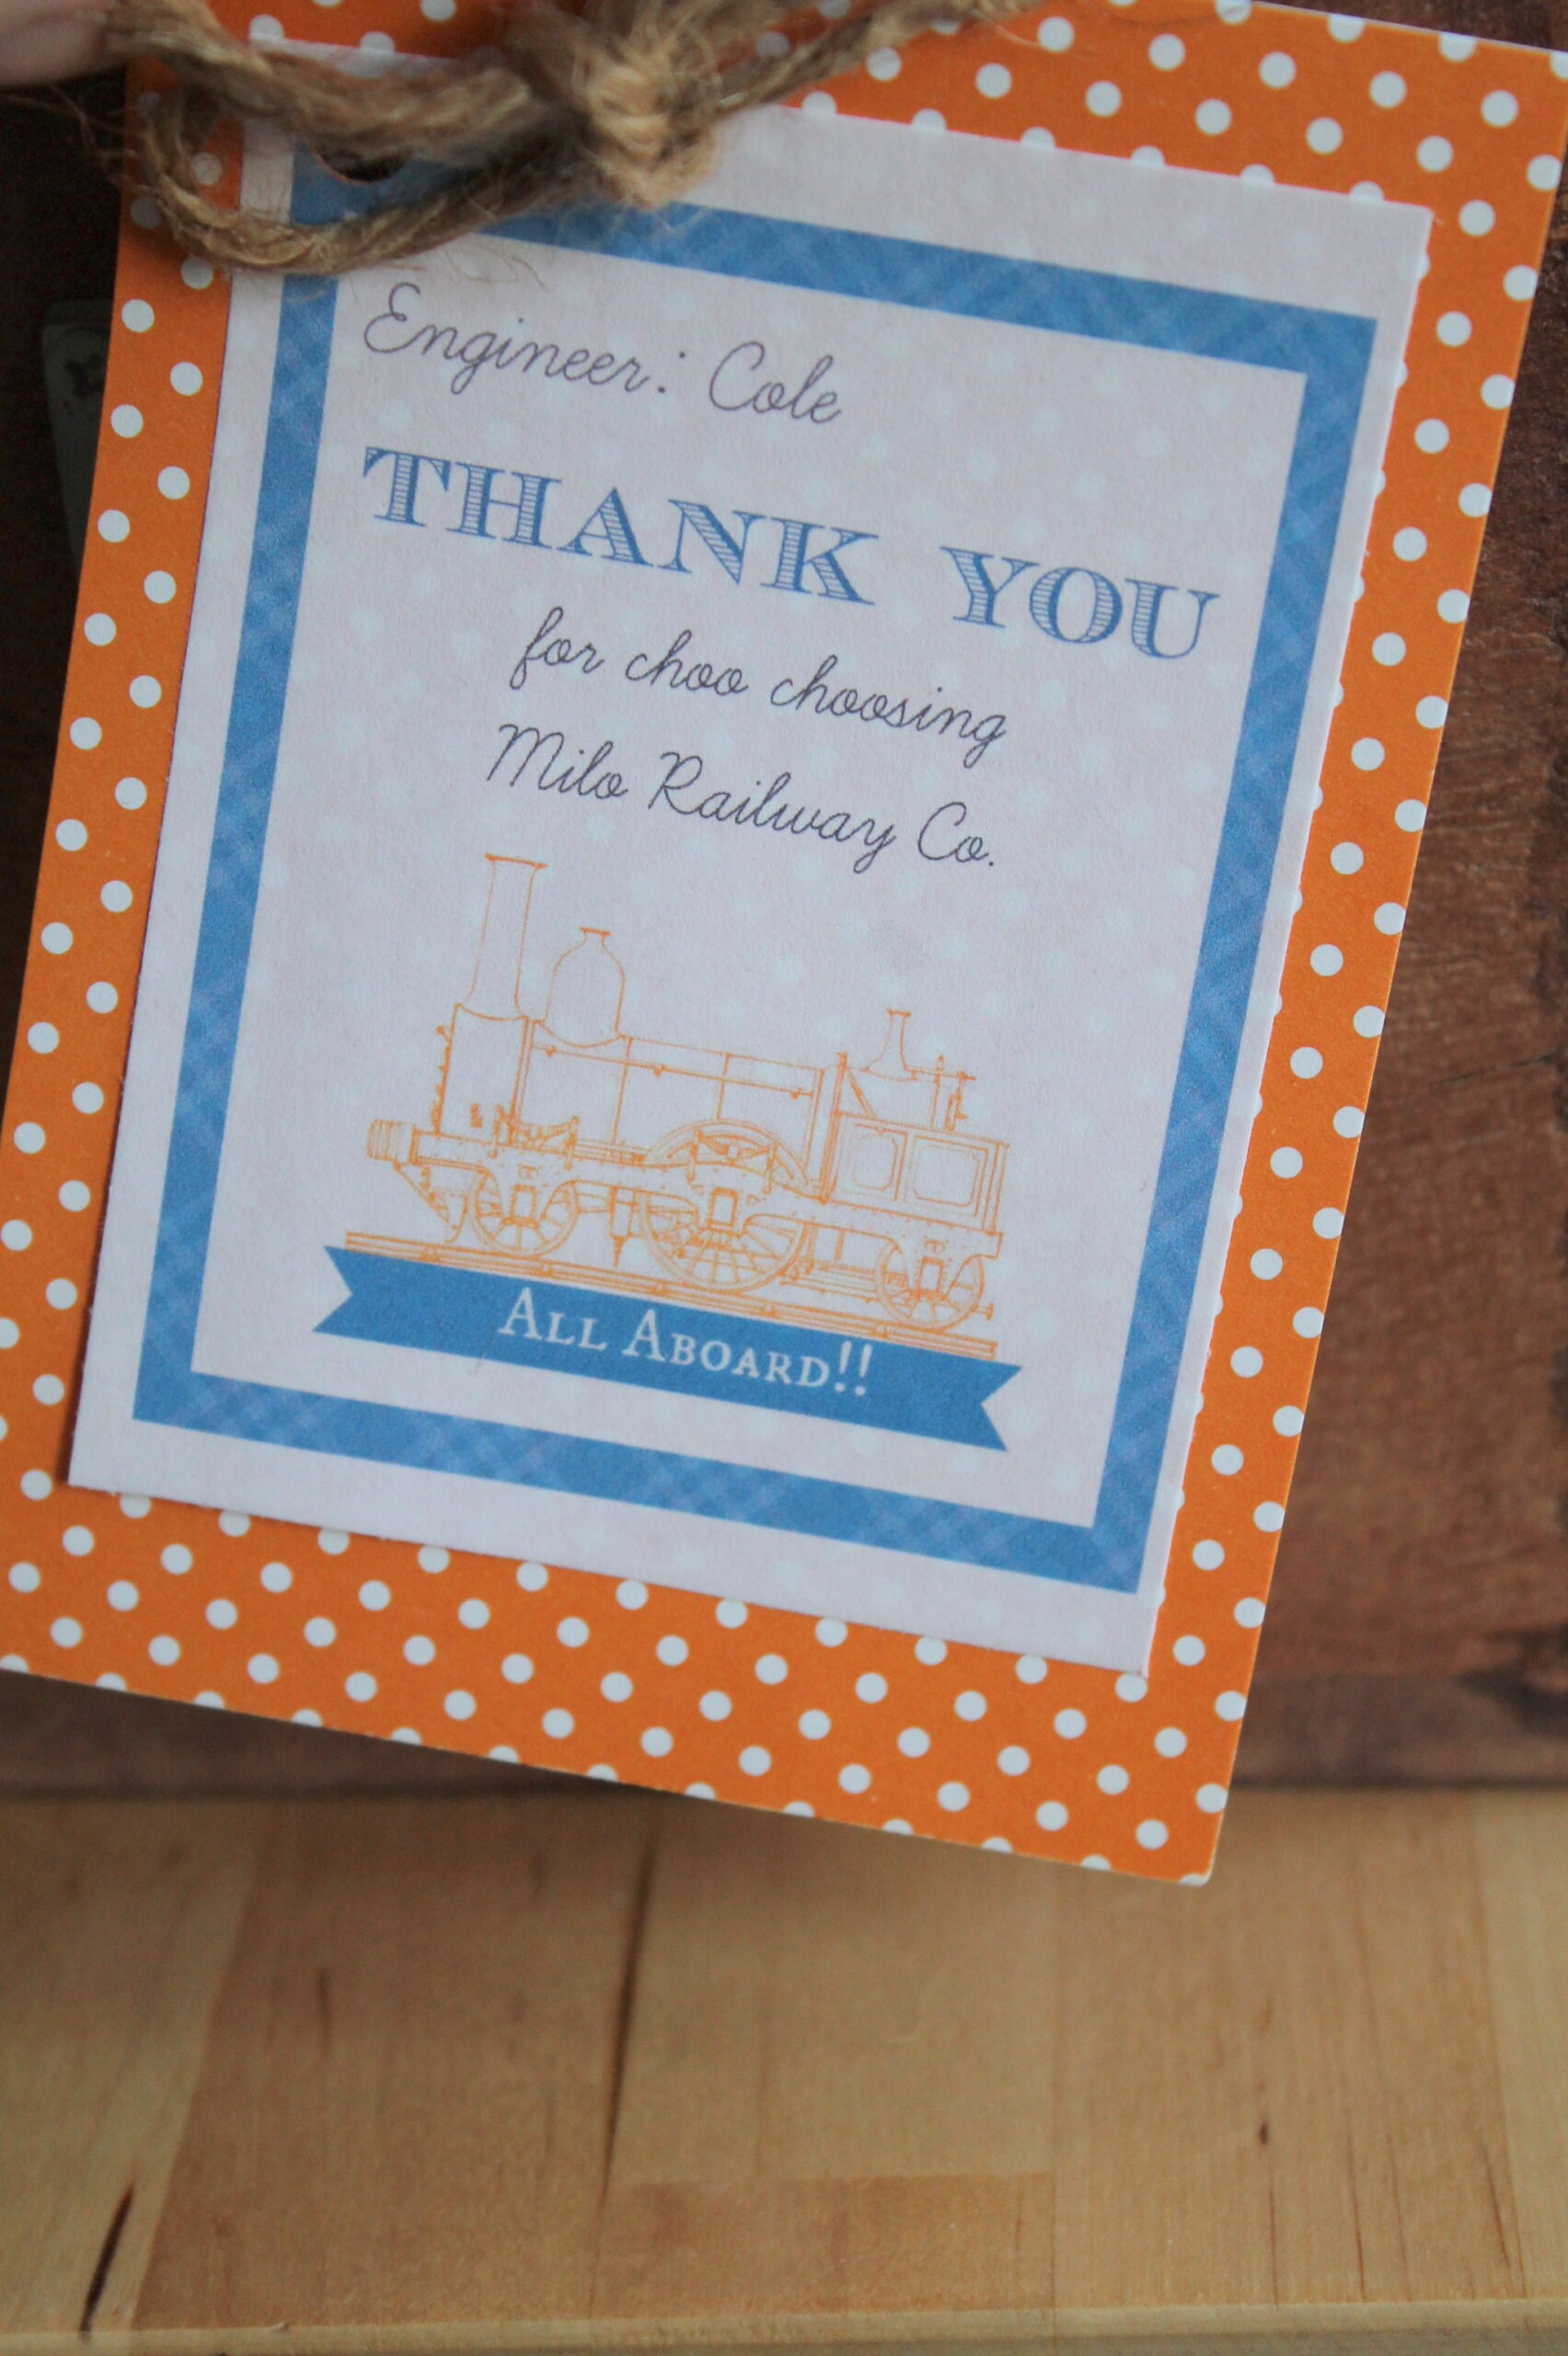 Engineer: Cole
THANK YOU
for choo choosing
Milo Railway Co.
ALL ABOARD!!